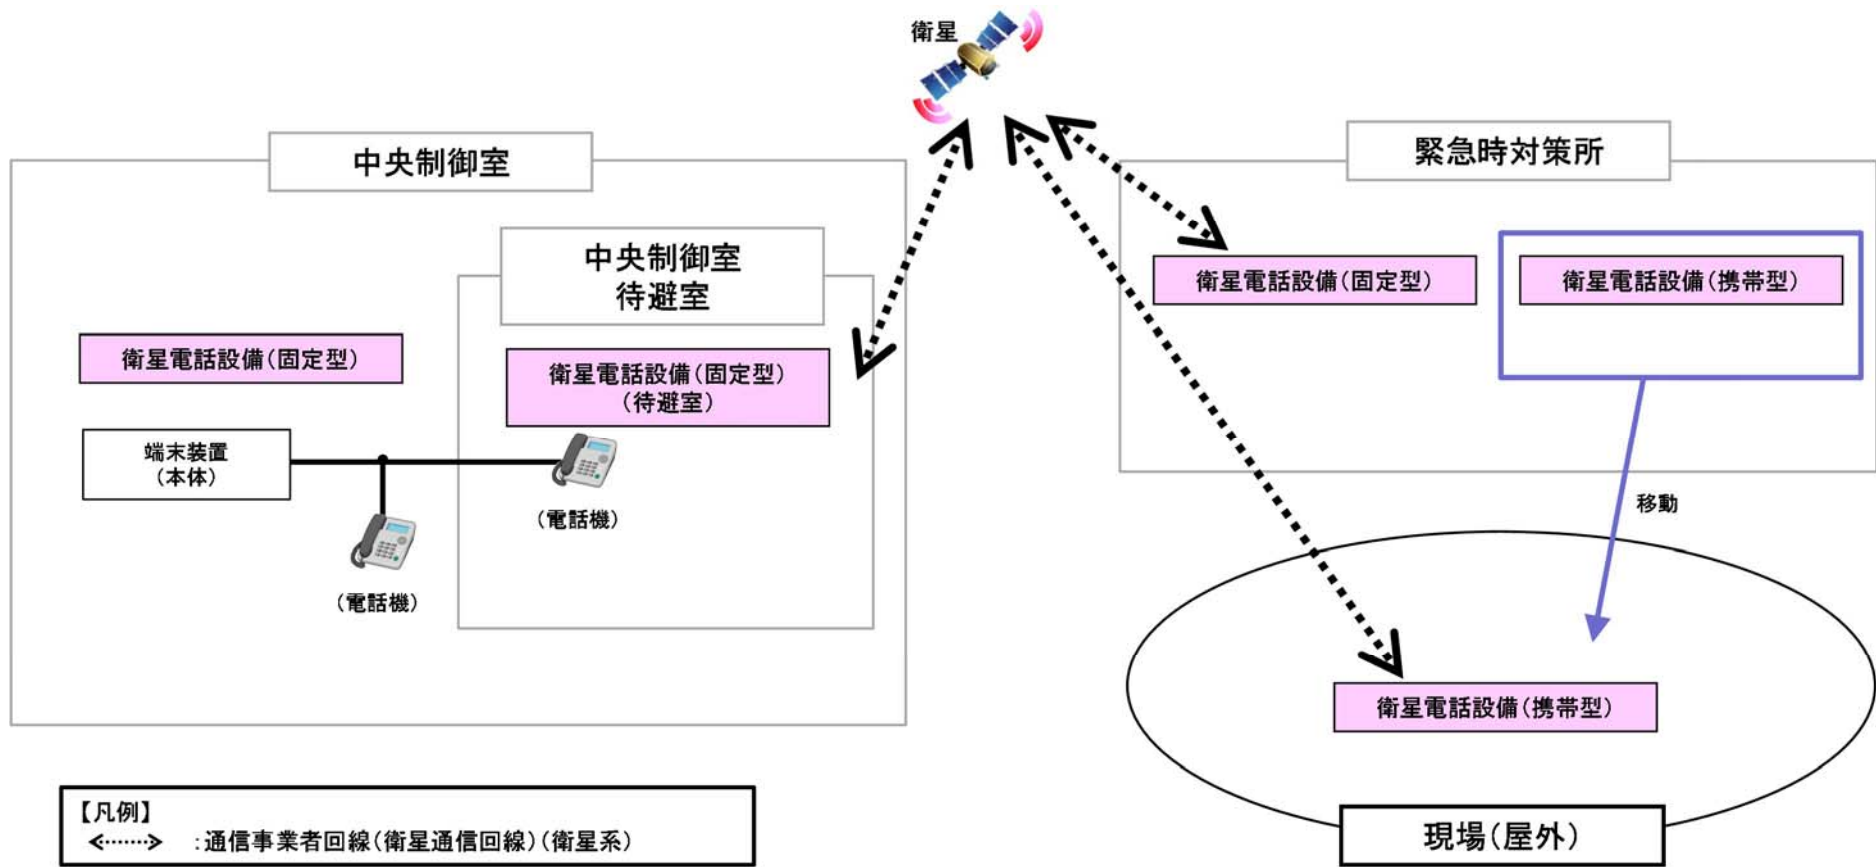 衛星
中央制御室
中央制御室
待避室
衛星電話設備(固定型)
衛星電話設備(固定型)
(待避室)
端末装置
(本体)
(電話機)
(電話機)
緊急時対策所
衛星電話設備(固定型)
衛星電話設備(携帯型)
移動
衛星電話設備(携帯型)
現場(屋外)
【凡例】
:通信事業者回線(衛星通信回線)(衛星系)